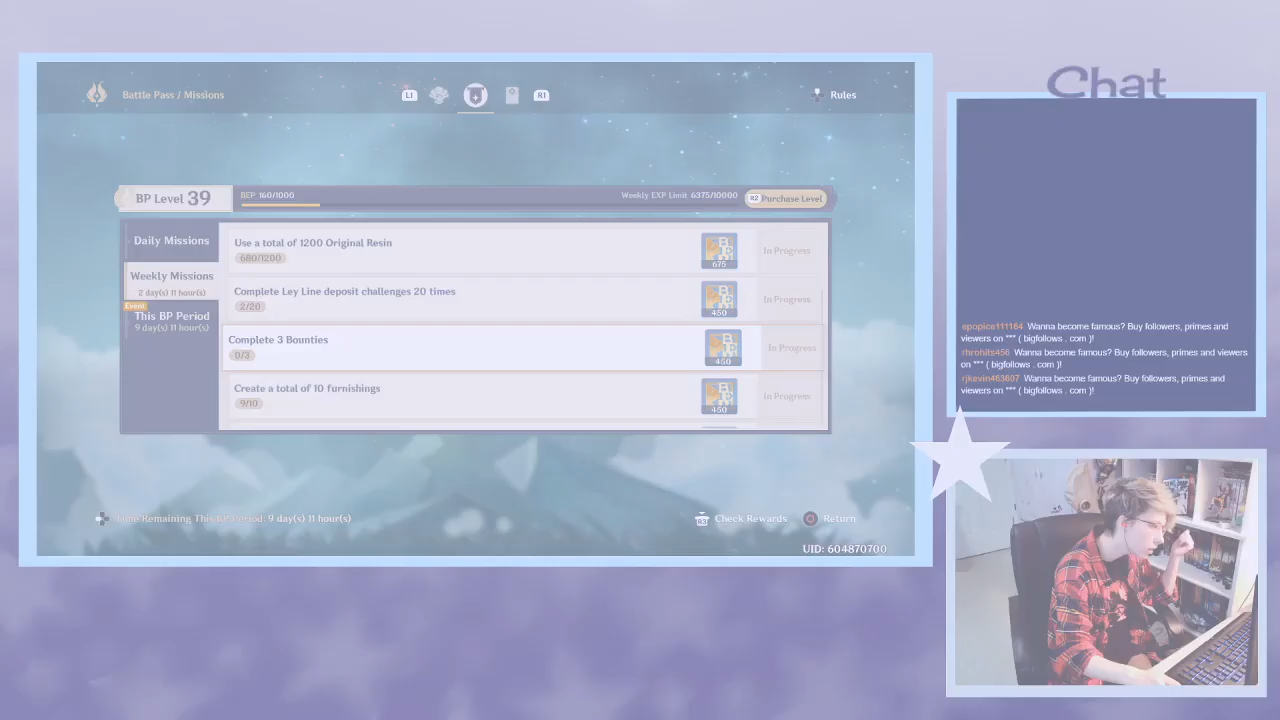 Chat
Battle Pass / Missions
L1
R1
Rules
BP Level 39
BEP 160/1000
Weekly EXP Limit 6375/10000
R2 Purchase Level
Daily Missions
Weekly Missions
2 day(s) 11 hour(s)
Event
This BP Period
9 day(s) 11 hour(s)
Use a total of 1200 Original Resin
680/1200
675
In Progress
Complete Ley Line deposit challenges 20 times
2/20
450
In Progress
Complete 3 Bounties
0/3
450
In Progress
Create a total of 10 furnishings
9/10
450
In Progress
Time Remaining This BP Period: 9 day(s) 11 hour(s)
R3 Check Rewards
Return
UID: 604870700
epopice111164 Wanna become famous? Buy followers, primes and
viewers on *** ( bigfollows . com )!
rhrohits456 Wanna become famous? Buy followers, primes and viewers
on *** ( bigfollows . com )!
rjkevin463607 Wanna become famous? Buy followers, primes and
viewers on *** ( bigfollows . com )!